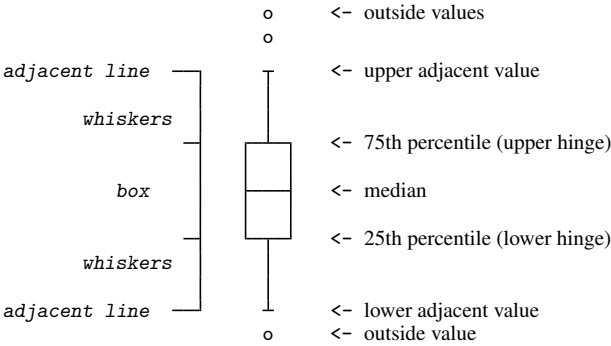 o <- outside values
o
adjacent line <- upper adjacent value
whiskers
<- 75th percentile (upper hinge)
box <- median
<- 25th percentile (lower hinge)
whiskers
adjacent line <- lower adjacent value
o <- outside value